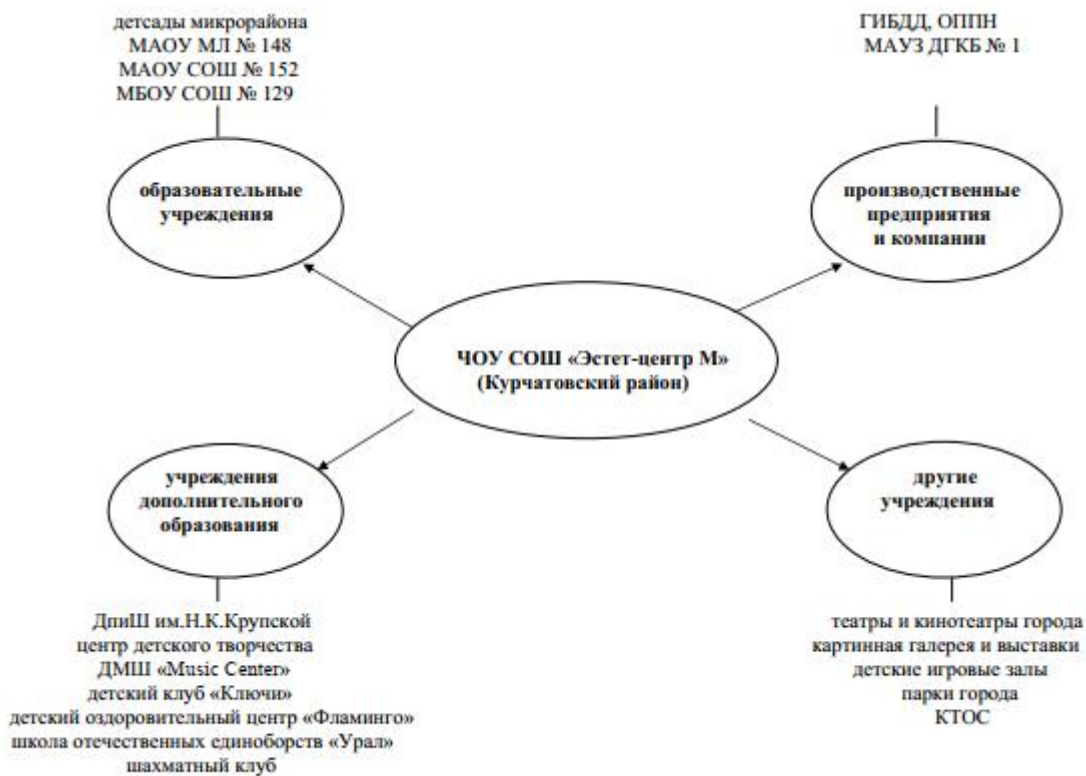 детсады микрорайона
МАОУ МЛ № 148
МАОУ СОШ № 152
МБОУ СОШ № 129
ГИБДД, ОППН
МАУЗ ДГКБ № 1
образовательные
учреждения
производственные
предприятия
и компании
ЧОУ СОШ «Эстет-центр М»
(Курчатовский район)
учреждения
дополнительного
образования
другие
учреждения
ДпиШ им.Н.К.Крупской
центр детского творчества
ДМШ «Music Center»
детский клуб «Ключи»
детский оздоровительный центр «Фламинго»
школа отечественных единоборств «Урал»
шахматный клуб
театры и кинотеатры города
картинная галерея и выставки
детские игровые залы
парки города
КТОС